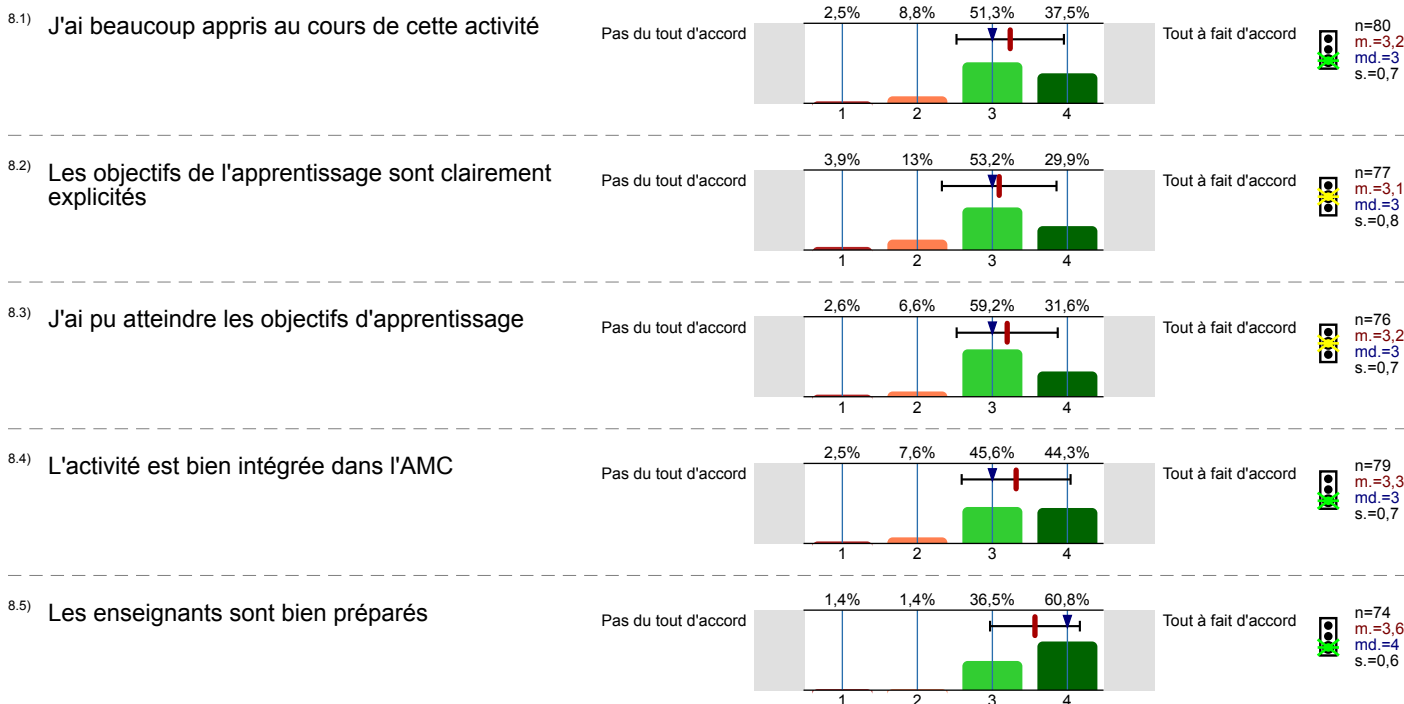 8.1) J'ai beaucoup appris au cours de cette activité
Pas du tout d'accord
2,5% 8,8% 51,3% 37,5%
1 2 3 4
Tout à fait d'accord
n=80
m.=3,2
md.=3
s.=0,7
8.2) Les objectifs de l'apprentissage sont clairement
explicités
Pas du tout d'accord
3,9% 13% 53,2% 29,9%
1 2 3 4
Tout à fait d'accord
n=77
m.=3,1
md.=3
s.=0,8
8.3) J'ai pu atteindre les objectifs d'apprentissage
Pas du tout d'accord
2,6% 6,6% 59,2% 31,6%
1 2 3 4
Tout à fait d'accord
n=76
m.=3,2
md.=3
s.=0,7
8.4) L'activité est bien intégrée dans l'AMC
Pas du tout d'accord
2,5% 7,6% 45,6% 44,3%
1 2 3 4
Tout à fait d'accord
n=79
m.=3,3
md.=3
s.=0,7
8.5) Les enseignants sont bien préparés
Pas du tout d'accord
1,4% 1,4% 36,5% 60,8%
1 2 3 4
Tout à fait d'accord
n=74
m.=3,6
md.=4
s.=0,6